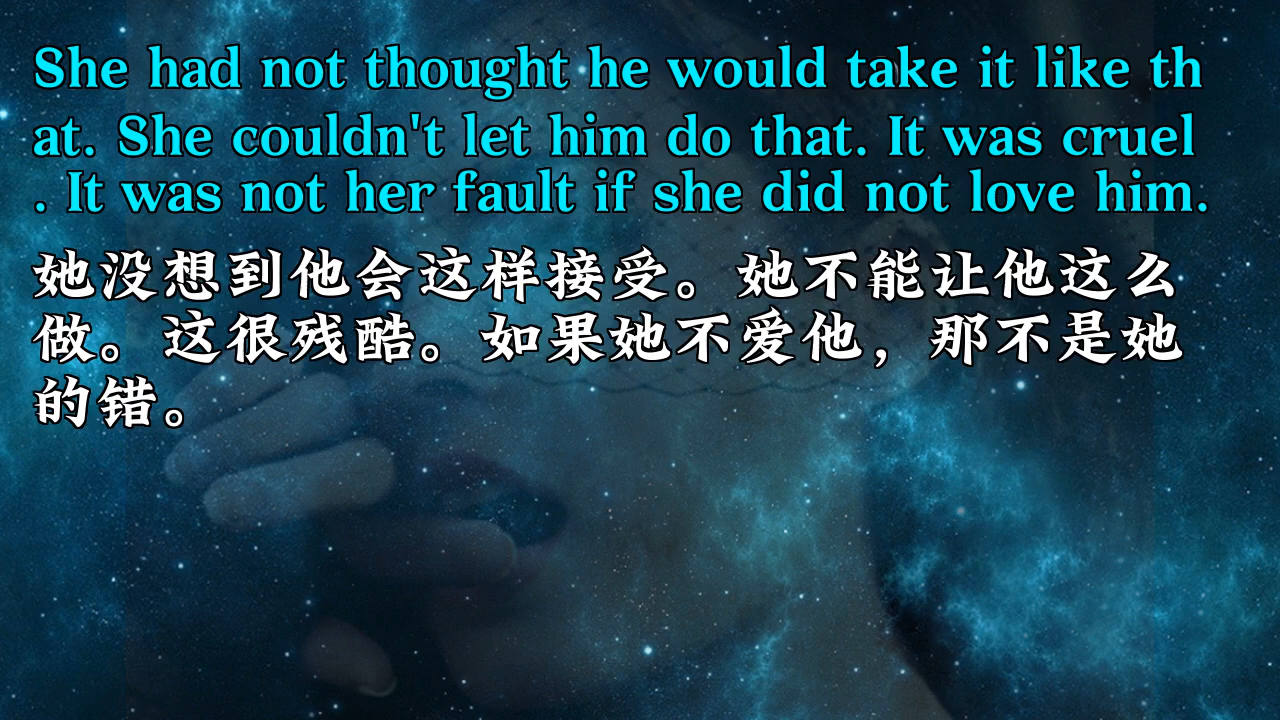 She had not thought he would take it like th
at. She couldn't let him do that. It was cruel
. It was not her fault if she did not love him.
她没想到他会这样接受。她不能让他这么
做。这很残酷。如果她不爱他，那不是她
的错。